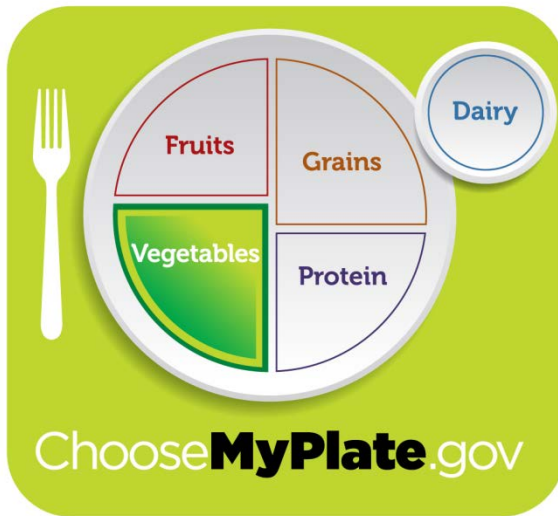 Dairy
Fruits
Grains
Vegetables
Protein
ChooseMyPlate.gov